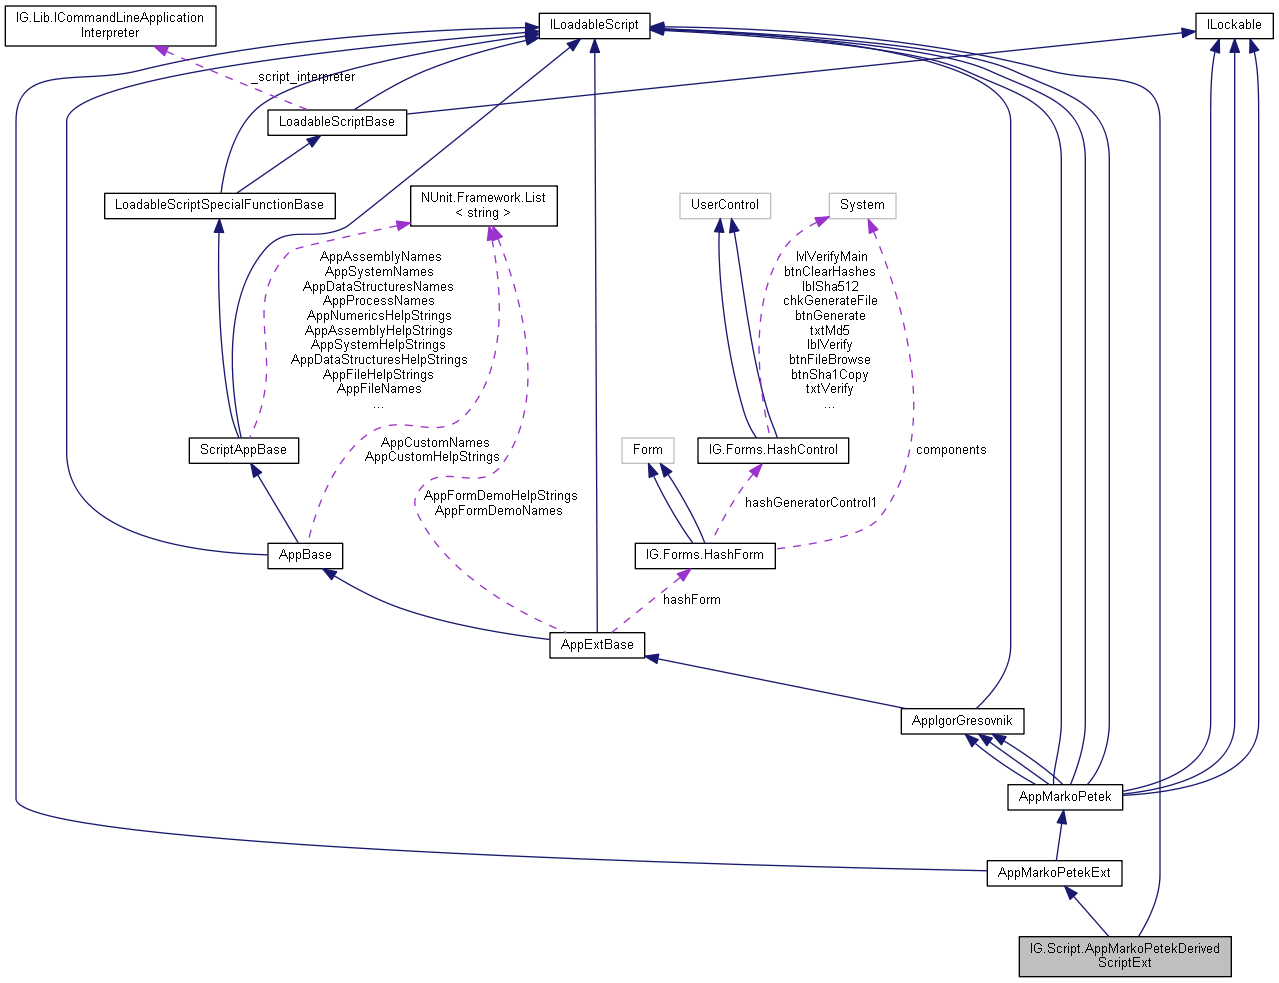 IG.Lib.ICommandLineApplication
Interpreter
ILoadableScript
ILockable
_script_interpreter
LoadableScriptBase
LoadableScriptSpecialFunctionBase
NUnit.Framework.List
< string >
UserControl
System
AppAssemblyNames
AppSystemNames
AppDataStructuresNames
AppProcessNames
AppNumericsHelpStrings
AppAssemblyHelpStrings
AppSystemHelpStrings
AppDataStructuresHelpStrings
AppFileHelpStrings
AppFileNames
...
lvlVerifyMain
btnClearHashes
lblSha512
chkGenerateFile
btnGenerate
txtMd5
lblVerify
btnFileBrowse
btnSha1Copy
txtVerify
...
ScriptAppBase
AppCustomNames
AppCustomHelpStrings
Form
IG.Forms.HashControl
components
AppFormDemoHelpStrings
AppFormDemoNames
hashGeneratorControl1
AppBase
IG.Forms.HashForm
hashForm
AppExtBase
AppIgorGresovnik
AppMarkoPetek
AppMarkoPetekExt
IG.Script.AppMarkoPetekDerived
ScriptExt